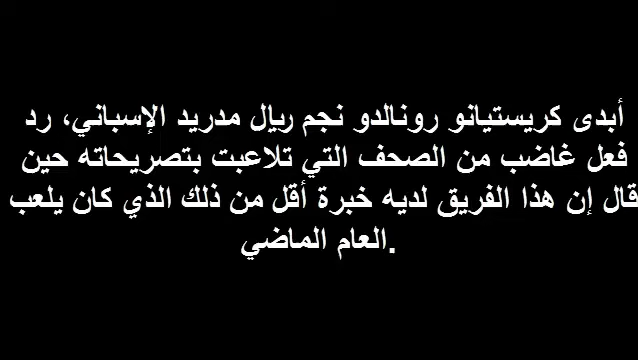 أبدى كريستيانو رونالدو نجم ريال مدريد الإسباني، رد
فعل غاضب من الصحف التي تلاعبت بتصريحاته حين
قال إن هذا الفريق لديه خبرة أقل من ذلك الذي كان يلعب
العام الماضي.